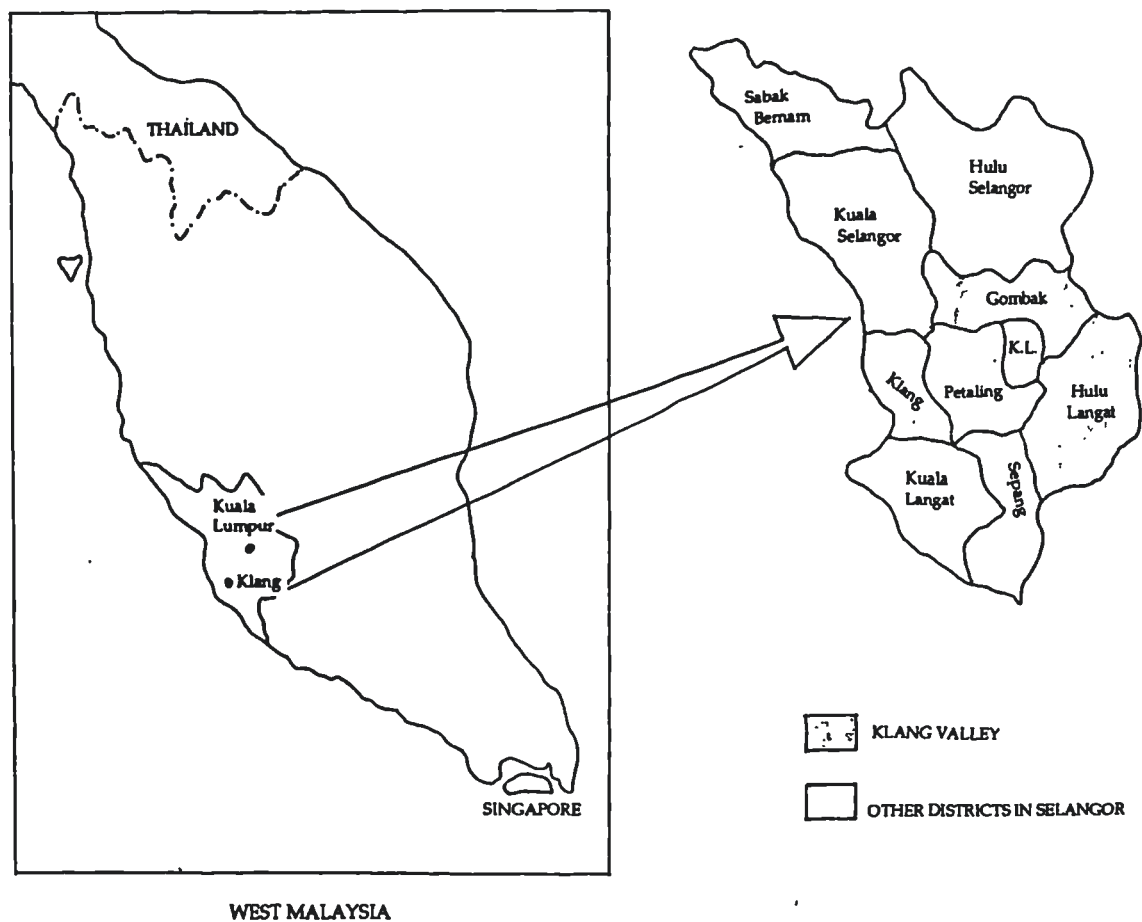 THAILAND
Kuala
Lumpur
Klang
SINGAPORE
WEST MALAYSIA
Sabak
Bernam
Hulu
Selangor
Kuala
Selangor
Gombak
K.L.
Klang
Petaling
Hulu
Langat
Kuala
Langat
Sepang
KLANG VALLEY
OTHER DISTRICTS IN SELANGOR